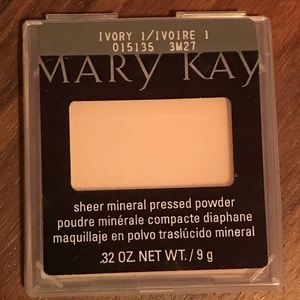 IVORY 1/IVOIRE 1
015135 3M27
MARY KAY
sheer mineral pressed powder
poudre minérale compacte diaphane
maquillaje en polvo traslúcido mineral
.32 OZ. NET WT. / 9 g